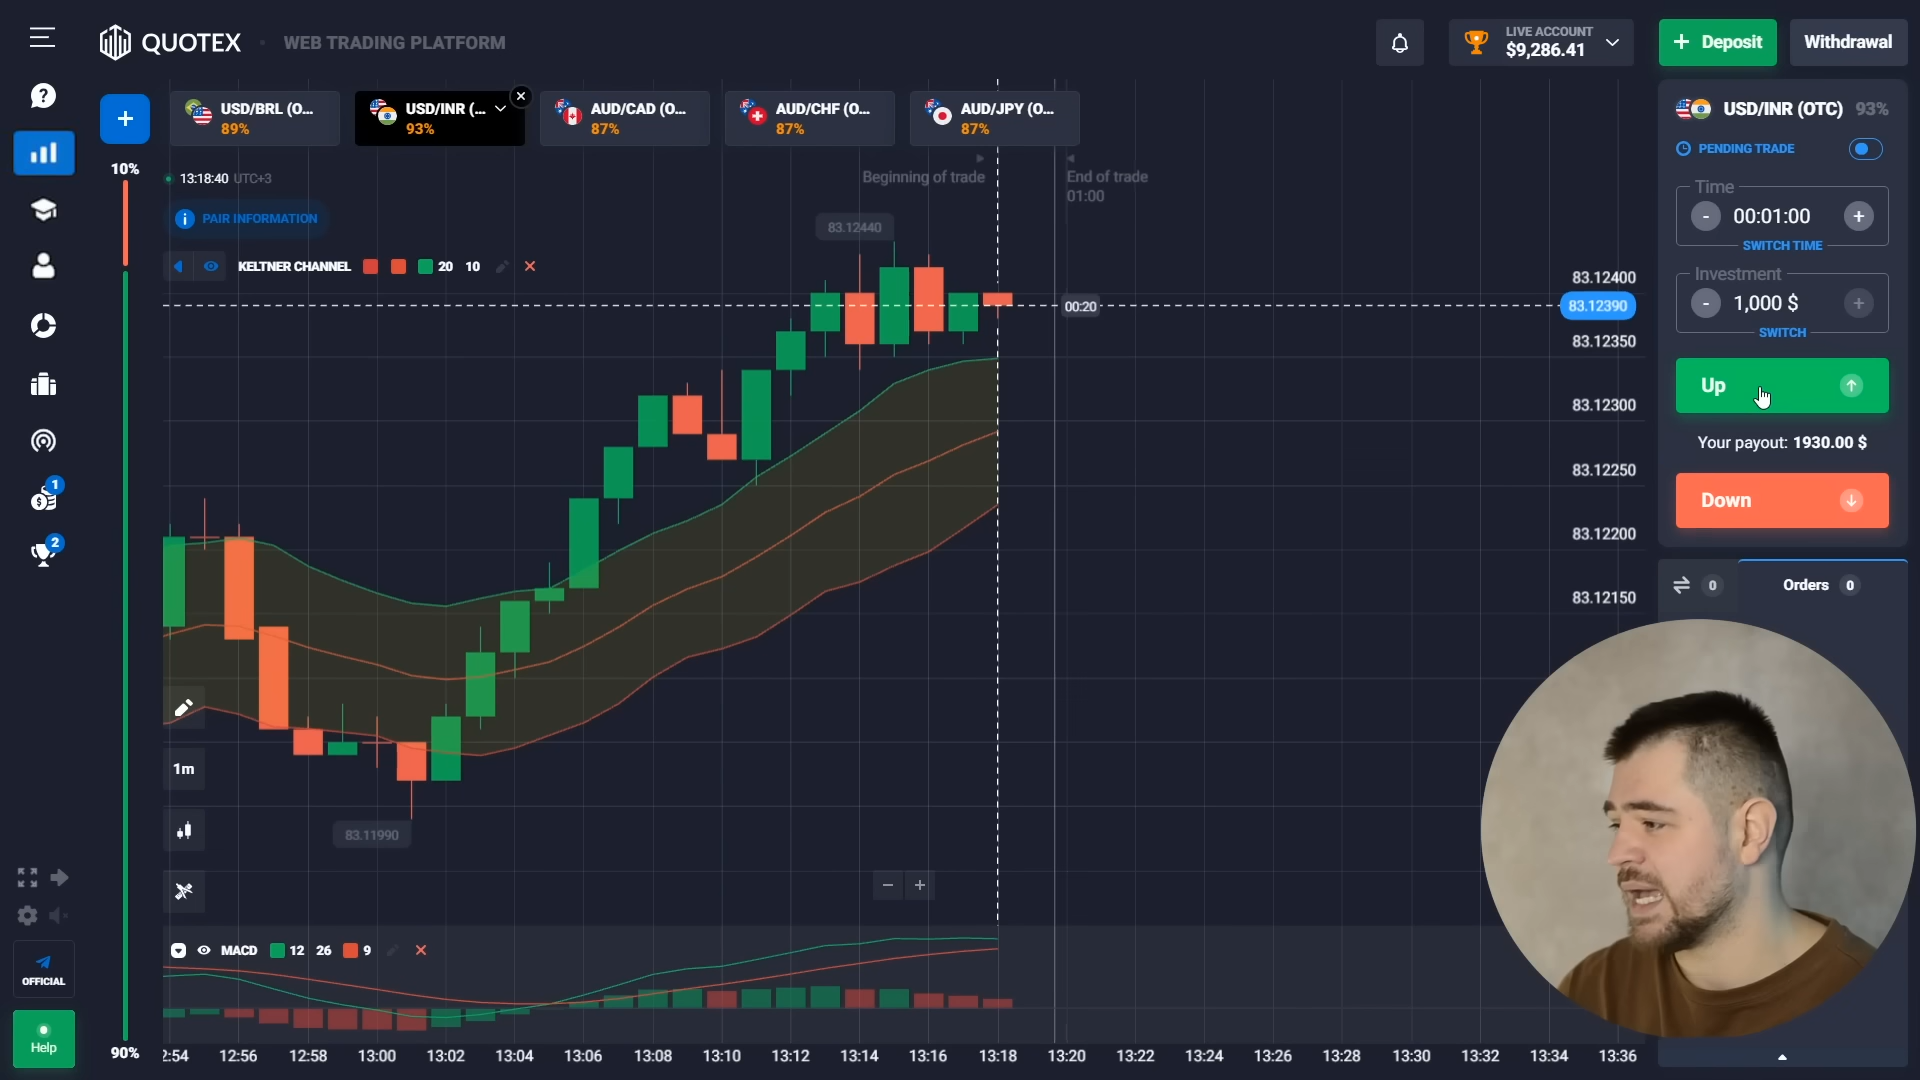 QUOTEX
WEB TRADING PLATFORM
LIVE ACCOUNT
$9,286.41
Deposit
Withdrawal
USD/BRL (O...
89%
USD/INR (...
93%
AUD/CAD (O...
87%
AUD/CHF (O...
87%
AUD/JPY (O...
87%
10%
13:18:40 UTC+3
PAIR INFORMATION
Beginning of trade
End of trade
01:00
KELTNER CHANNEL 20 10
83.12440
00:20
83.12400
83.12390
83.12350
83.12300
83.12250
83.12200
83.12150
83.11990
1m
MACD 12 26 9
90%
2:54 12:56 12:58 13:00 13:02 13:04 13:06 13:08 13:10 13:12 13:14 13:16 13:18 13:20 13:22 13:24 13:26 13:28 13:30 13:32 13:34 13:36
1
2
OFFICIAL
Help
USD/INR (OTC) 93%
PENDING TRADE
Time
- 00:01:00 +
SWITCH TIME
Investment
- 1,000 $ +
SWITCH
Up
Your payout: 1930.00 $
Down
0
Orders 0